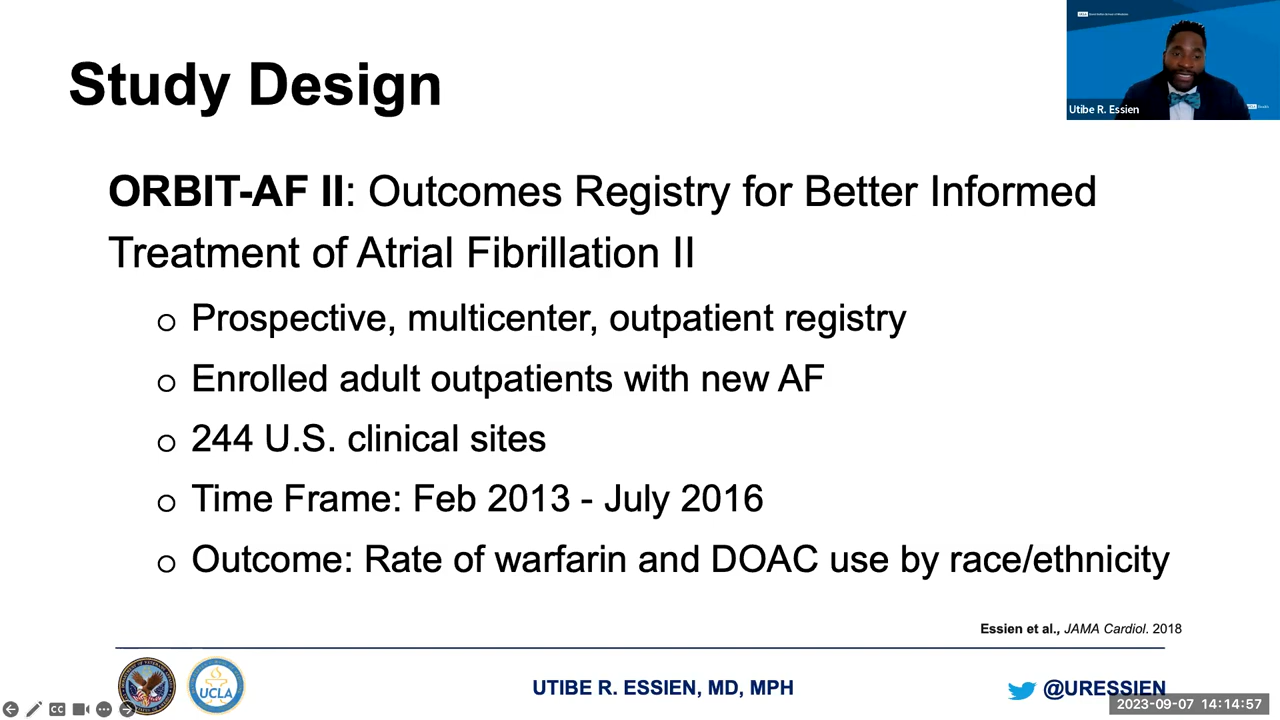 Study Design
Utibe R. Essien
ORBIT-AF II: Outcomes Registry for Better Informed
Treatment of Atrial Fibrillation II
Prospective, multicenter, outpatient registry
Enrolled adult outpatients with new AF
244 U.S. clinical sites
Time Frame: Feb 2013 - July 2016
Outcome: Rate of warfarin and DOAC use by race/ethnicity
Essien et al., JAMA Cardiol. 2018
UCLA
UTIBE R. ESSIEN, MD, MPH
@URESSIEN
CC
2023-09-07 14:14:57